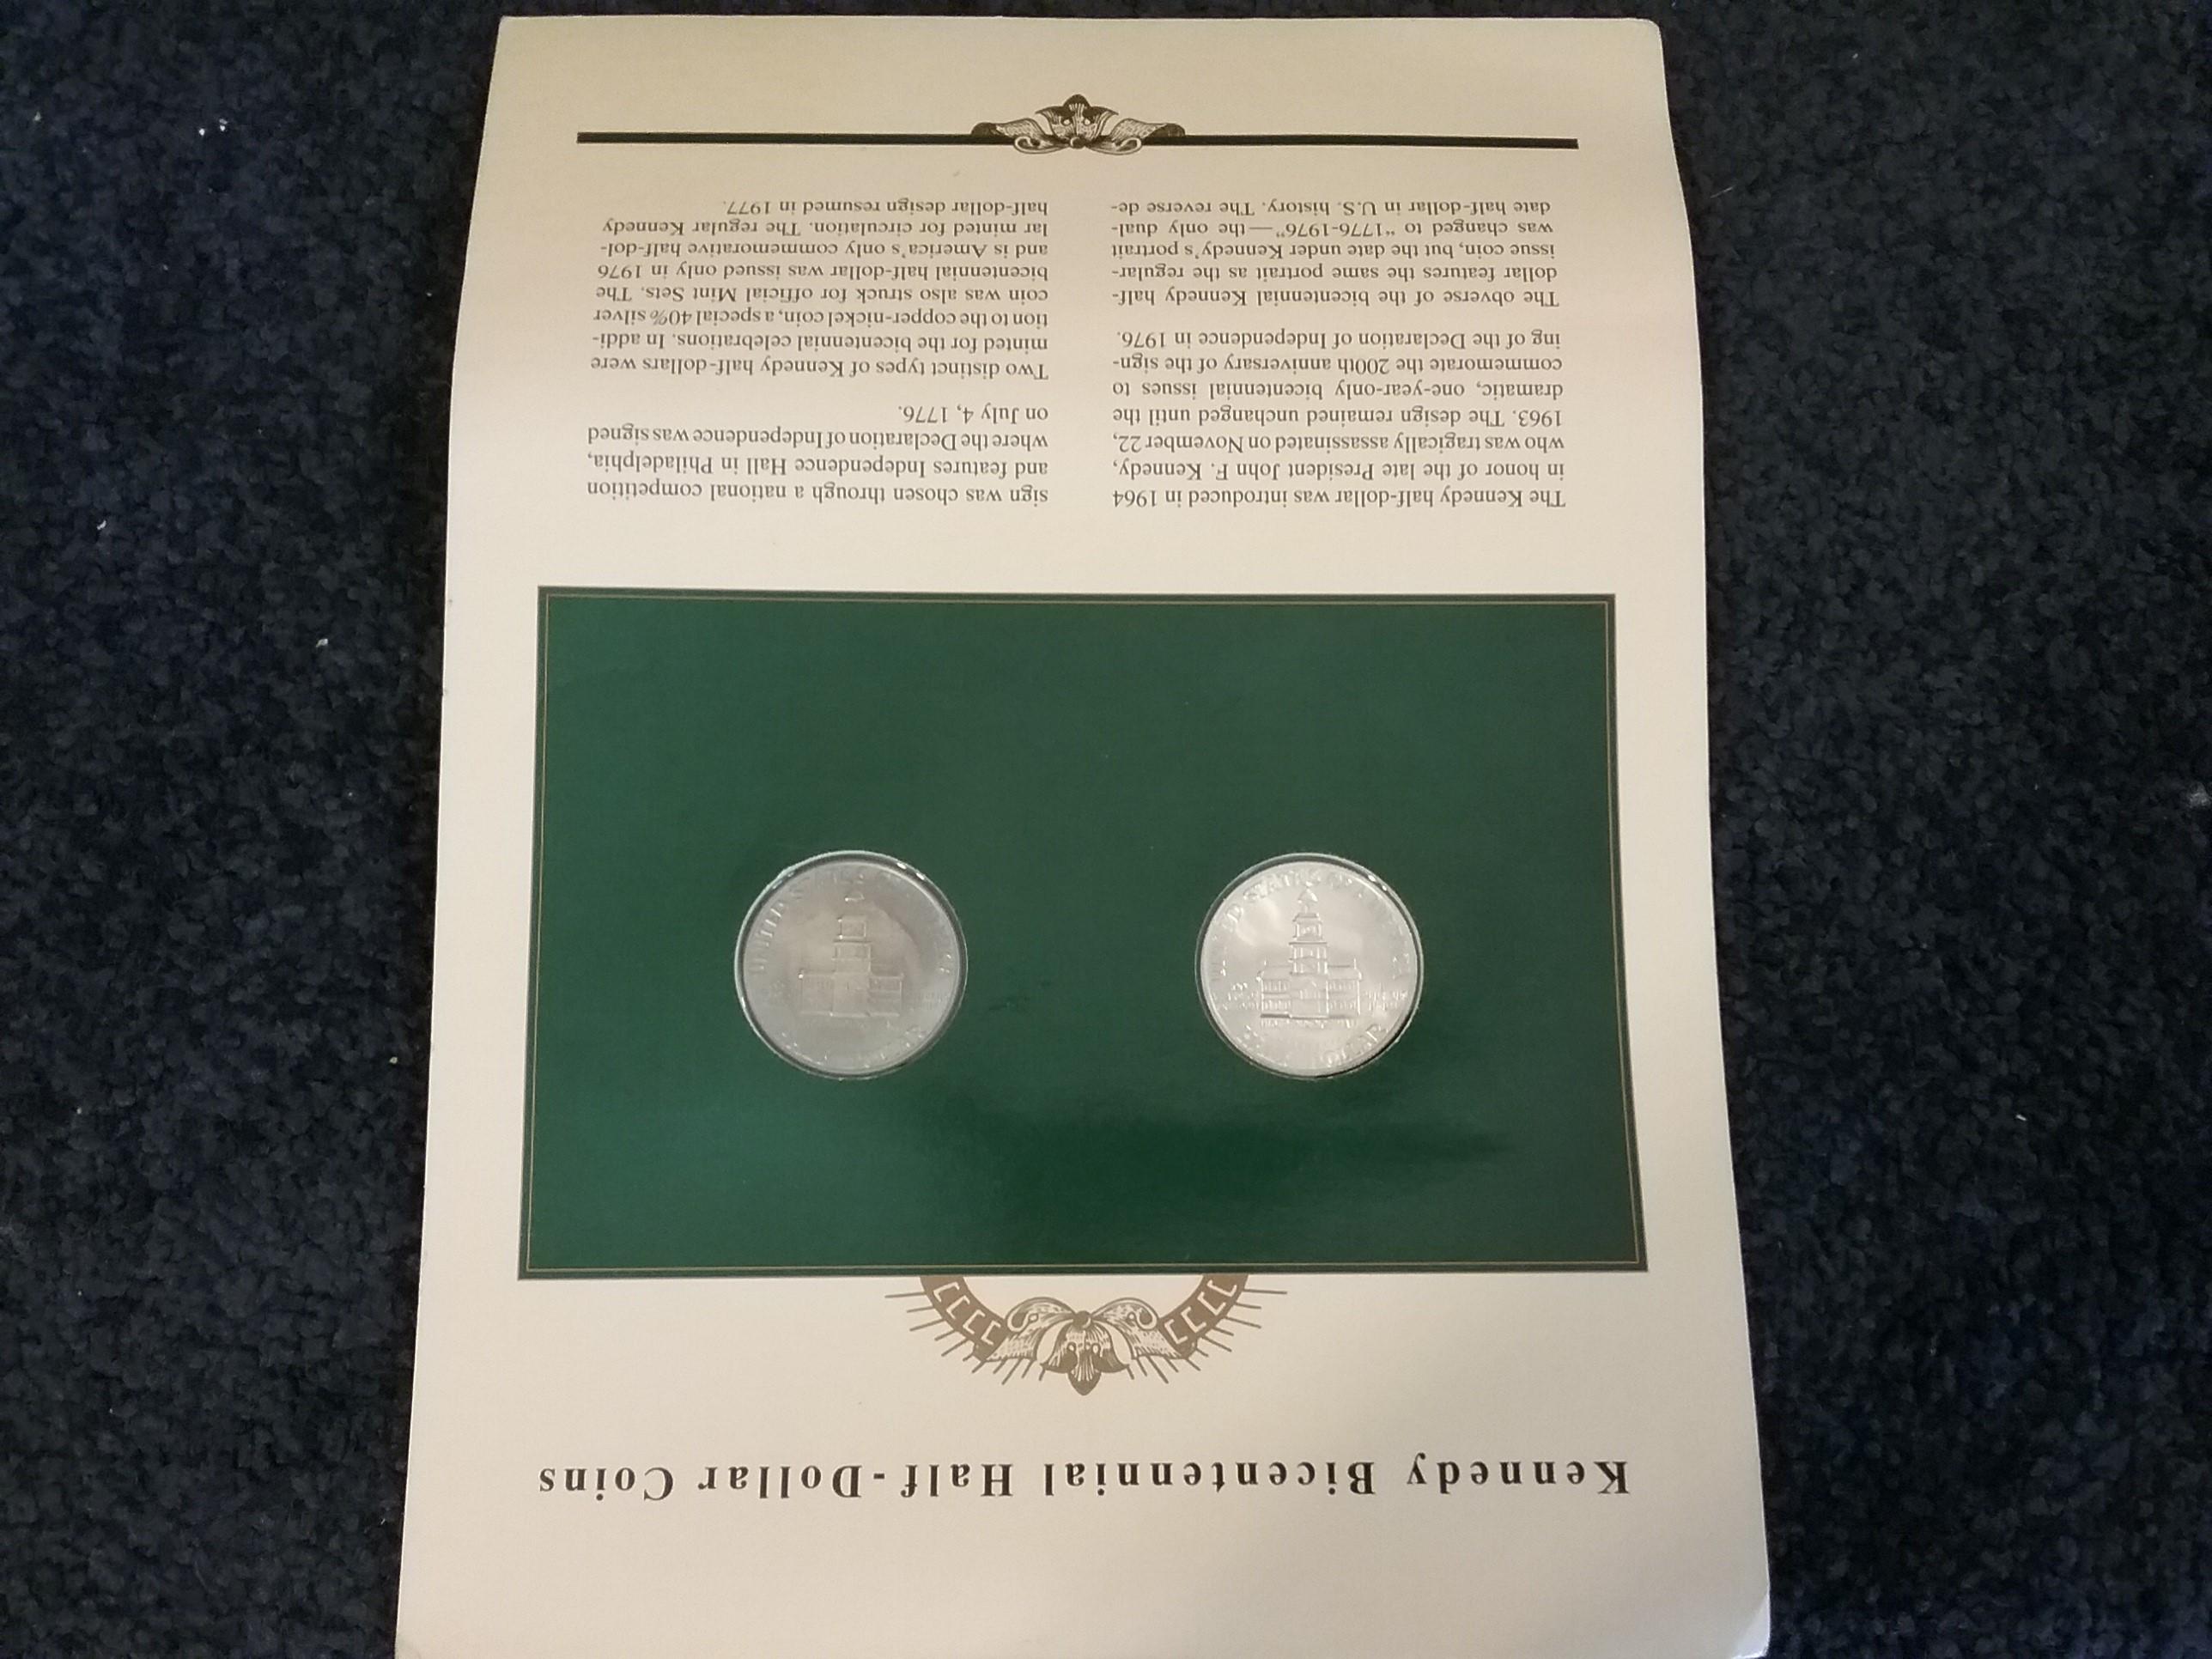 Kennedy Bicentennial Half-Dollar Coins
The Kennedy half-dollar was introduced in 1964
in honor of the late President John F. Kennedy,
who was tragically assassinated on November 22,
1963. The design remained unchanged until the
dramatic, one-year-only bicentennial issues to
commemorate the 200th anniversary of the sign-
ing of the Declaration of Independence in 1976.
The obverse of the bicentennial Kennedy half-
dollar features the same portrait as the regular-
issue coin, but the date under Kennedy's portrait
was changed to "1776-1976"—the only dual-
date half-dollar in U.S. history. The reverse de-
sign was chosen through a national competition
and features Independence Hall in Philadelphia,
where the Declaration of Independence was signed
on July 4, 1776.
Two distinct types of Kennedy half-dollars were
minted for the bicentennial celebrations. In addi-
tion to the copper-nickel coin, a special 40% silver
coin was also struck for official Mint Sets. The
bicentennial half-dollar was issued only in 1976
and is America's only commemorative half-dol-
lar minted for circulation. The regular Kennedy
half-dollar design resumed in 1977.